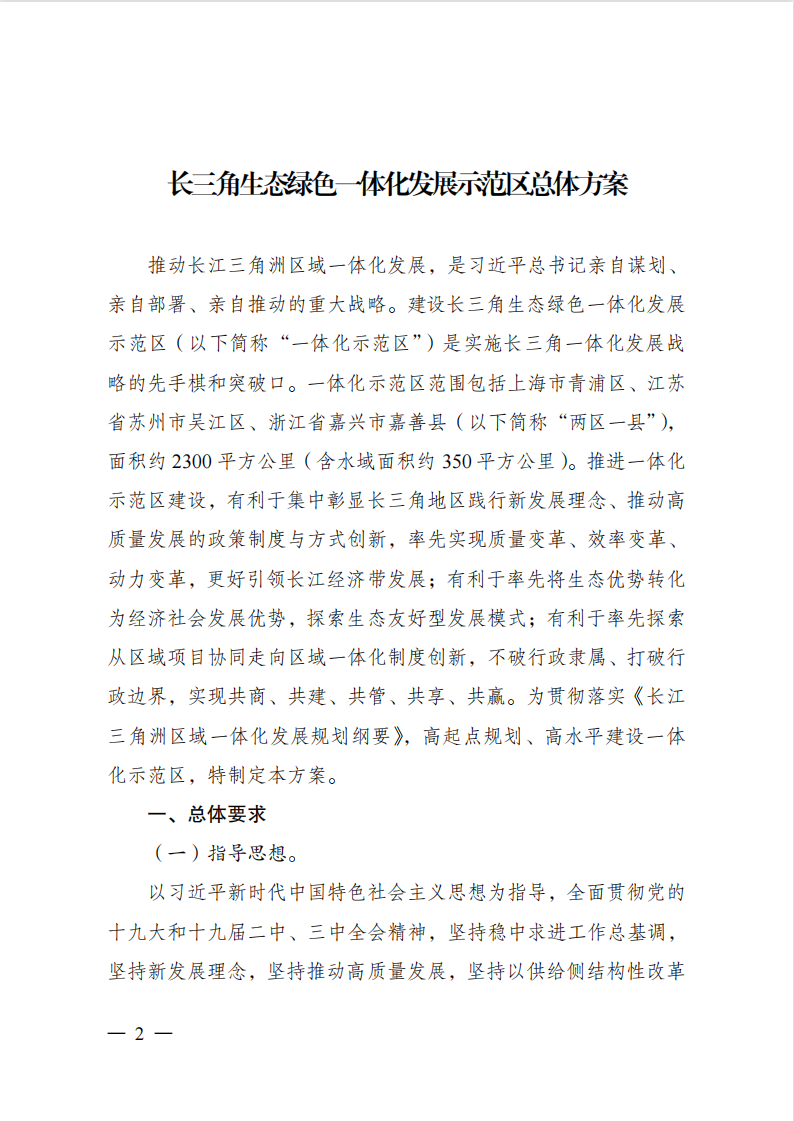 长三角生态绿色一体化发展示范区总体方案
推动长江三角洲区域一体化发展，是习近平总书记亲自谋划、
亲自部署、亲自推动的重大战略。建设长三角生态绿色一体化发展
示范区（以下简称“一体化示范区”）是实施长三角一体化发展战
略的先手棋和突破口。一体化示范区范围包括上海市青浦区、江苏
省苏州市吴江区、浙江省嘉兴市嘉善县（以下简称“两区一县”），
面积约 2300 平方公里（含水域面积约 350 平方公里）。推进一体化
示范区建设，有利于集中彰显长三角地区践行新发展理念、推动高
质量发展的政策制度与方式创新，率先实现质量变革、效率变革、
动力变革，更好引领长江经济带发展；有利于率先将生态优势转化
为经济社会发展优势，探索生态友好型发展模式；有利于率先探索
从区域项目协同走向区域一体化制度创新，不破行政隶属、打破行
政边界，实现共商、共建、共管、共享、共赢。为贯彻落实《长江
三角洲区域一体化发展规划纲要》，高起点规划、高水平建设一体
化示范区，特制定本方案。
一、总体要求
（一）指导思想。
以习近平新时代中国特色社会主义思想为指导，全面贯彻党的
十九大和十九届二中、三中全会精神，坚持稳中求进工作总基调，
坚持新发展理念，坚持推动高质量发展，坚持以供给侧结构性改革
— 2 —